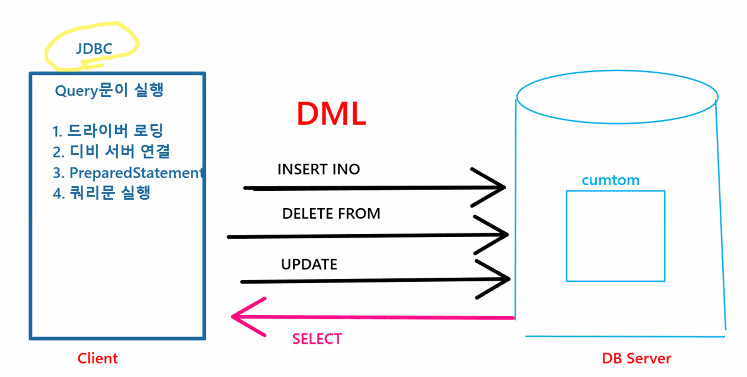 JDBC
Query문이 실행
1. 드라이버 로딩
2. 디비 서버 연결
3. PreparedStatement
4. 쿼리문 실행
DML
INSERT INO
DELETE FROM
UPDATE
SELECT
cumtom
Client
DB Server